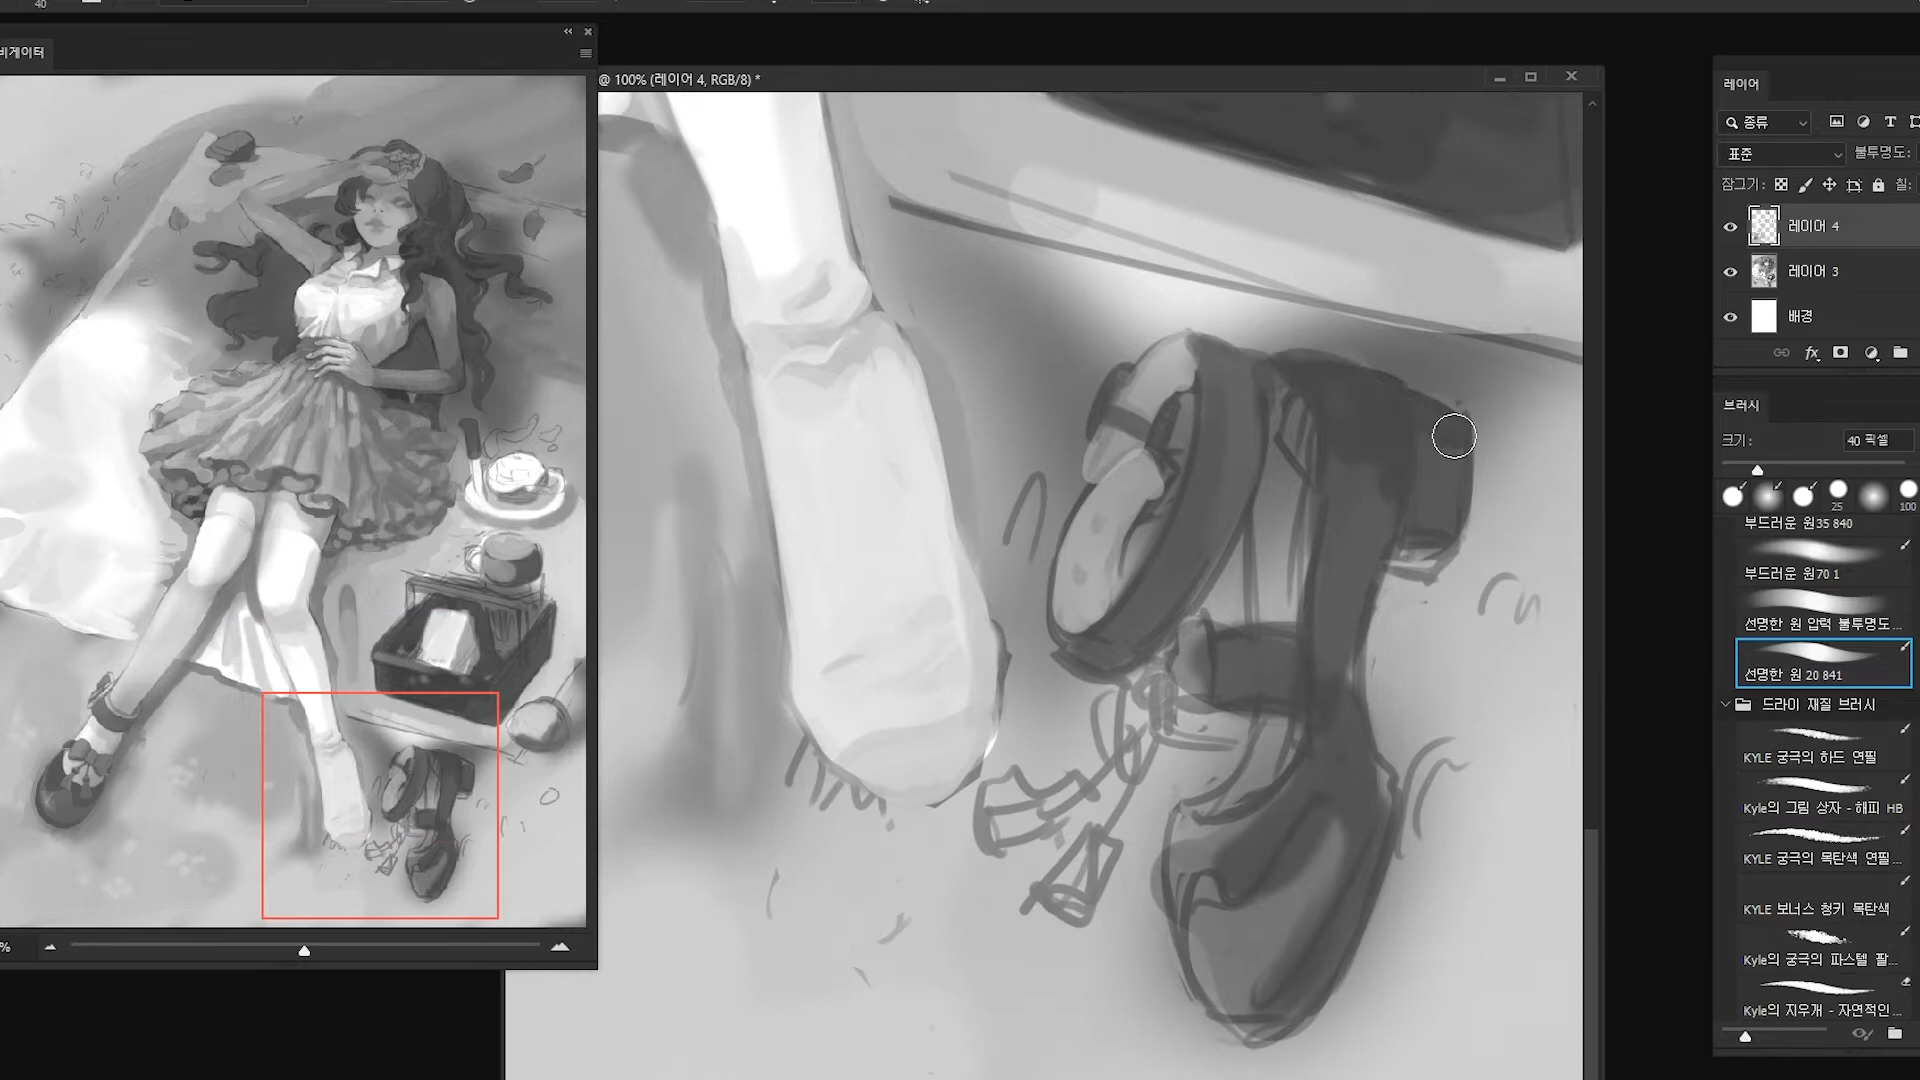 40
비게이터
@ 100% (레이어 4, RGB/8) *
%
레이어
종류
표준
불투명도:
잠그기:
칠:
레이어 4
레이어 3
배경
브러시
크기:
40 픽셀
25
100
부드러운 원35 840
부드러운 원70 1
선명한 원 압력 불투명도...
선명한 원 20 841
드라이 재질 브러시
KYLE 궁극의 하드 연필
Kyle의 그림 상자 - 해피 HB
KYLE 궁극의 목탄색 연필...
KYLE 보너스 청키 목탄색
Kyle의 궁극의 파스텔 팔...
Kyle의 지우개 - 자연적인...